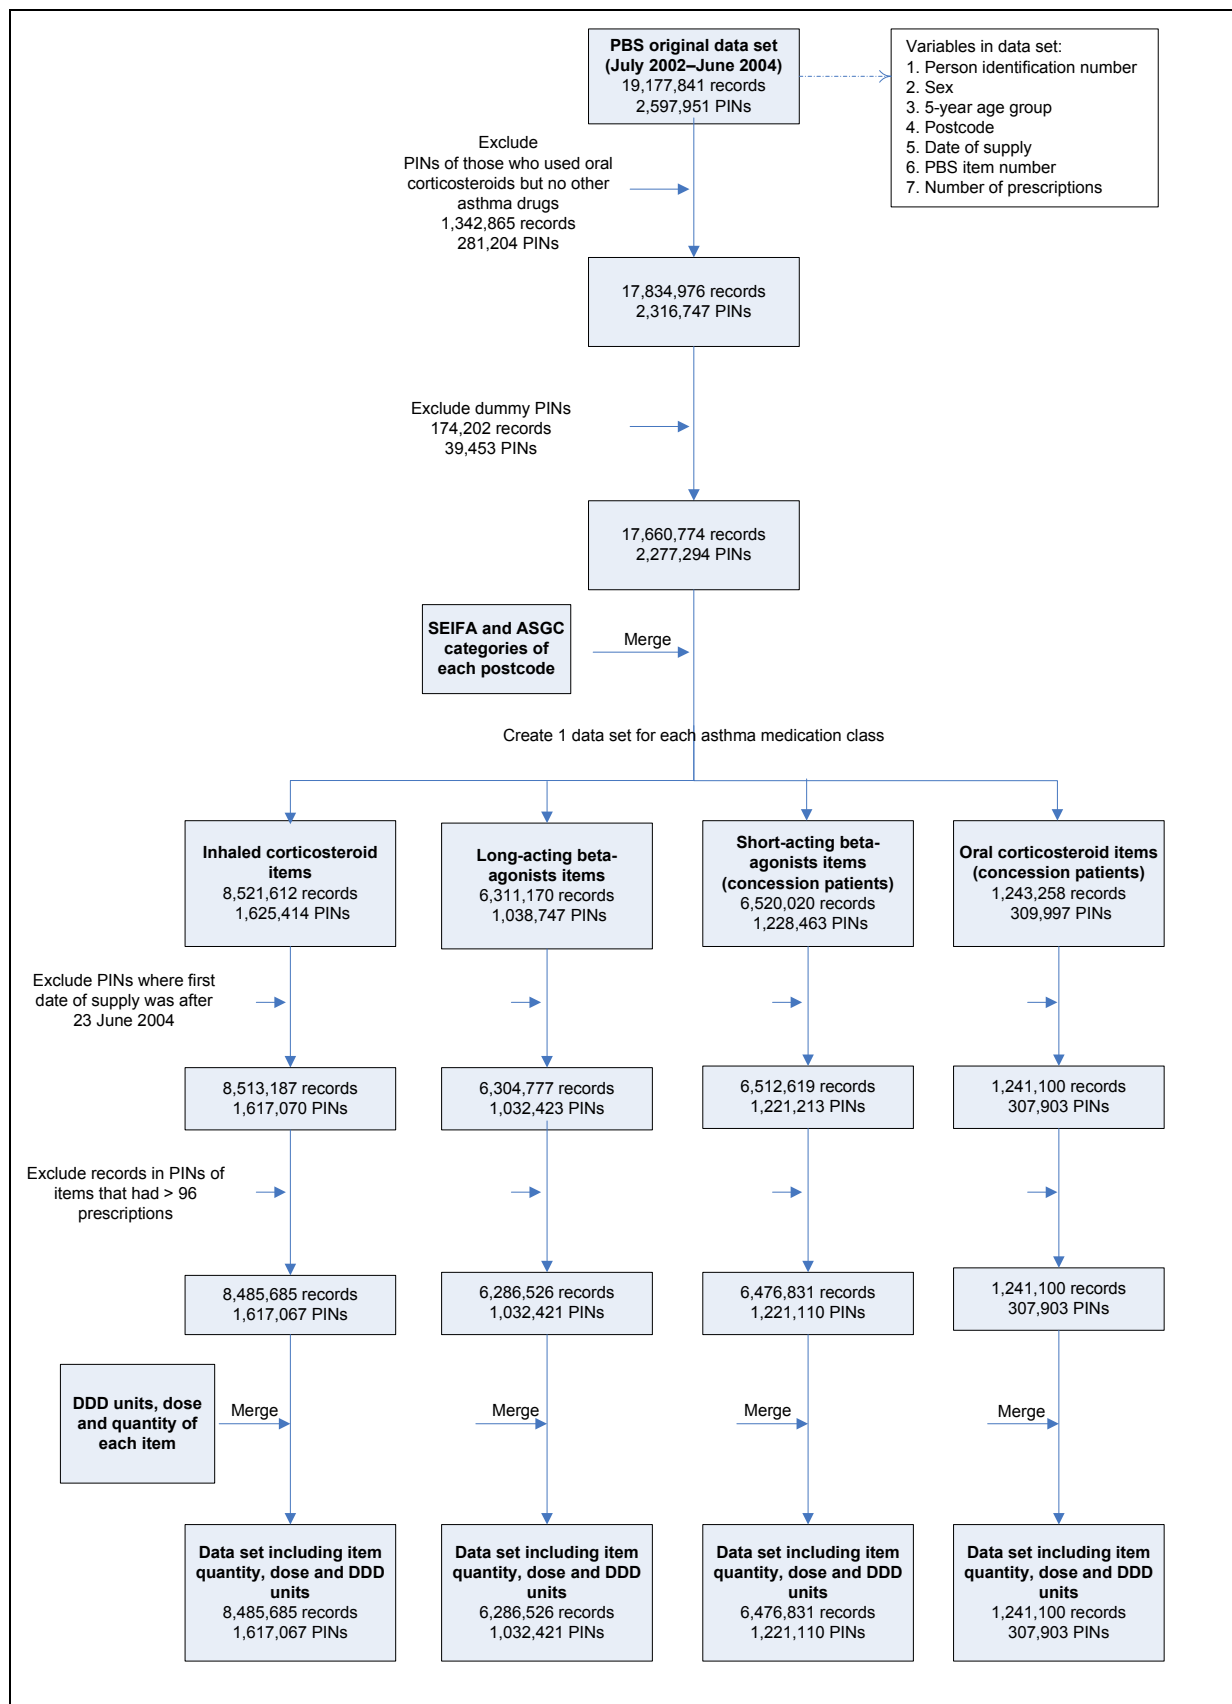 PBS original data set
(July 2002–June 2004)
19,177,841 records
2,597,951 PINs
Variables in data set:
1. Person identification number
2. Sex
3. 5-year age group
4. Postcode
5. Date of supply
6. PBS item number
7. Number of prescriptions
Exclude
PINs of those who used oral
corticosteroids but no other
asthma drugs
1,342,865 records
281,204 PINs
17,834,976 records
2,316,747 PINs
Exclude dummy PINs
174,202 records
39,453 PINs
17,660,774 records
2,277,294 PINs
SEIFA and ASGC
categories of
each postcode
Merge
Create 1 data set for each asthma medication class
Inhaled corticosteroid
items
8,521,612 records
1,625,414 PINs
Long-acting beta-
agonists items
6,311,170 records
1,038,747 PINs
Short-acting beta-
agonists items
(concession patients)
6,520,020 records
1,228,463 PINs
Oral corticosteroid items
(concession patients)
1,243,258 records
309,997 PINs
Exclude PINs where first
date of supply was after
23 June 2004
8,513,187 records
1,617,070 PINs
6,304,777 records
1,032,423 PINs
6,512,619 records
1,221,213 PINs
1,241,100 records
307,903 PINs
Exclude records in PINs of
items that had > 96
prescriptions
8,485,685 records
1,617,067 PINs
6,286,526 records
1,032,421 PINs
6,476,831 records
1,221,110 PINs
1,241,100 records
307,903 PINs
DDD units, dose
and quantity of
each item
Merge
Merge
Merge
Merge
Data set including item
quantity, dose and DDD
units
8,485,685 records
1,617,067 PINs
Data set including item
quantity, dose and DDD
units
6,286,526 records
1,032,421 PINs
Data set including item
quantity, dose and DDD
units
6,476,831 records
1,221,110 PINs
Data set including item
quantity, dose and DDD
units
1,241,100 records
307,903 PINs